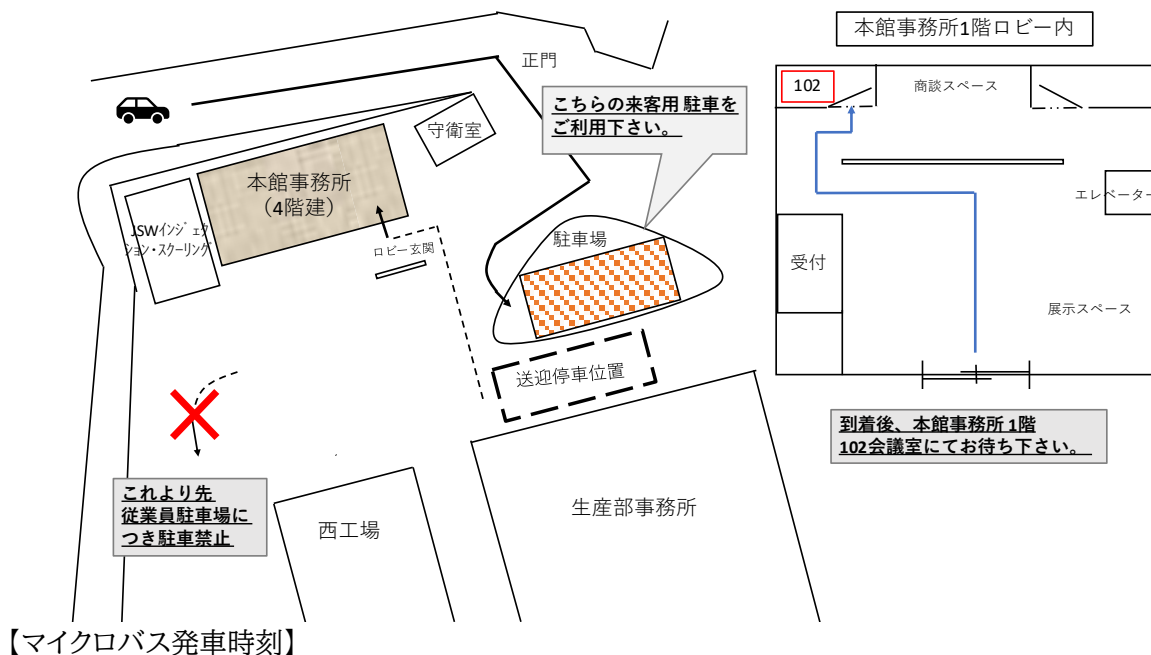 本館事務所1階ロビー内
正門
こちらの来客用 駐車を
ご利用下さい。
102
商談スペース
守衛室
本館事務所
（4階建）
エレベーター
JSWインジェク
ション・スクーリング
ロビー玄関
駐車場
受付
展示スペース
送迎停車位置
到着後、本館事務所 1階
102会議室にてお待ち下さい。
これより先
従業員駐車場に
つき駐車禁止
西工場
生産部事務所
【マイクロバス発車時刻】